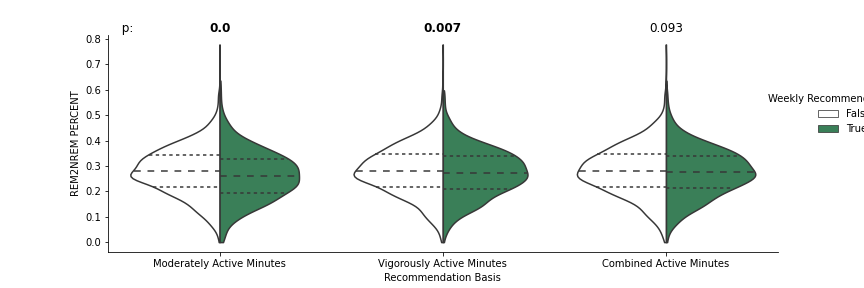 p: 0.0 0.007 0.093
0.8
0.7
0.6
0.5
0.4
0.3
0.2
0.1
0.0
REM2NREM PERCENT
Moderately Active Minutes Vigorously Active Minutes Combined Active Minutes
Recommendation Basis
Weekly Recommen
Fals
True